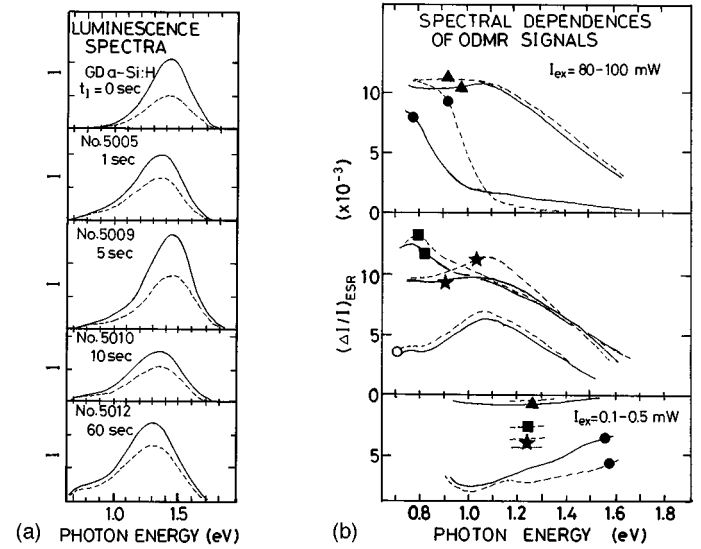 LUMINESCENCE
SPECTRA
GD a-Si:H
t1=0 sec
I
No.5005
1 sec
I
No.5009
5 sec
I
No.5010
10 sec
I
No.5012
60 sec
I
1.0 1.5
(a) PHOTON ENERGY (eV)
SPECTRAL DEPENDENCES
OF ODMR SIGNALS
Iex=80-100 mW
10
5
0
(x10-3)
10
5
0
(ΔI/I)ESR
Iex=0.1-0.5 mW
5
0.8 1.0 1.2 1.4 1.6 1.8
(b) PHOTON ENERGY (eV)